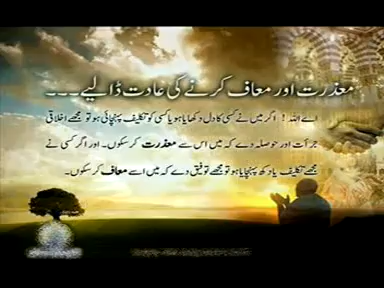 معذرت اور معاف کرنے کی عادت ڈالیے۔۔۔
اے اللہ ! اگر میں نے کسی کا دل دکھایا ہو یا کسی کو تکلیف پہنچائی ہو تو مجھے اخلاقی
جرأت اور حوصلہ دے کہ میں اس سے معذرت کر سکوں۔ اور اگر کسی نے
مجھے تکلیف یا دکھ پہنچایا ہو تو مجھے توفیق دے کہ میں اسے معاف کر سکوں۔